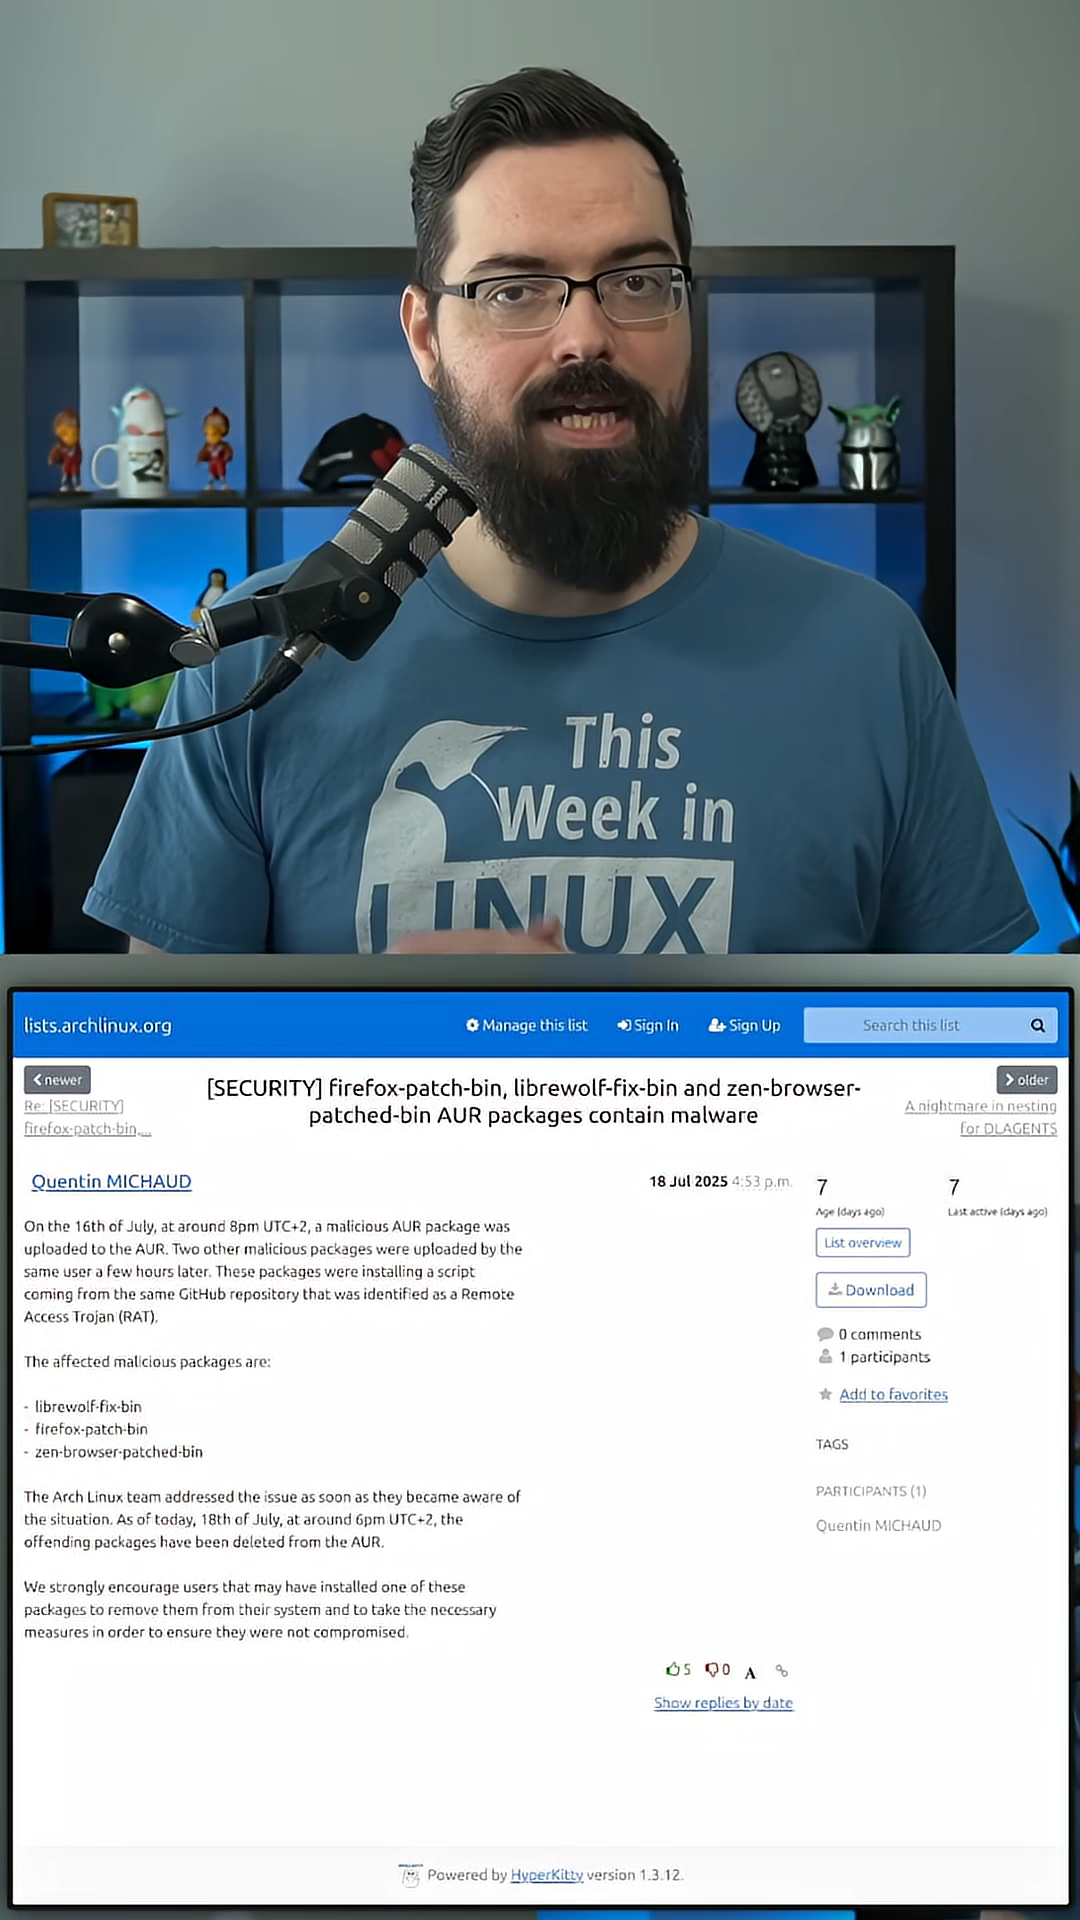 RODE
This
Week in
LINUX
lists.archlinux.org
Manage this list
Sign In
Sign Up
Search this list
newer
Re: [SECURITY]
firefox-patch-bin,...
[SECURITY] firefox-patch-bin, librewolf-fix-bin and zen-browser-
patched-bin AUR packages contain malware
older
A nightmare in nesting
for DLAGENTS
Quentin MICHAUD
18 Jul 2025 4:53 p.m.
On the 16th of July, at around 8pm UTC+2, a malicious AUR package was
uploaded to the AUR. Two other malicious packages were uploaded by the
same user a few hours later. These packages were installing a script
coming from the same GitHub repository that was identified as a Remote
Access Trojan (RAT).
The affected malicious packages are:
- librewolf-fix-bin
- firefox-patch-bin
- zen-browser-patched-bin
The Arch Linux team addressed the issue as soon as they became aware of
the situation. As of today, 18th of July, at around 6pm UTC+2, the
offending packages have been deleted from the AUR.
We strongly encourage users that may have installed one of these
packages to remove them from their system and to take the necessary
measures in order to ensure they were not compromised.
5 0 A
Show replies by date
7
Age (days ago)
7
Last active (days ago)
List overview
Download
0 comments
1 participants
Add to favorites
TAGS
PARTICIPANTS (1)
Quentin MICHAUD
Powered by HyperKitty version 1.3.12.